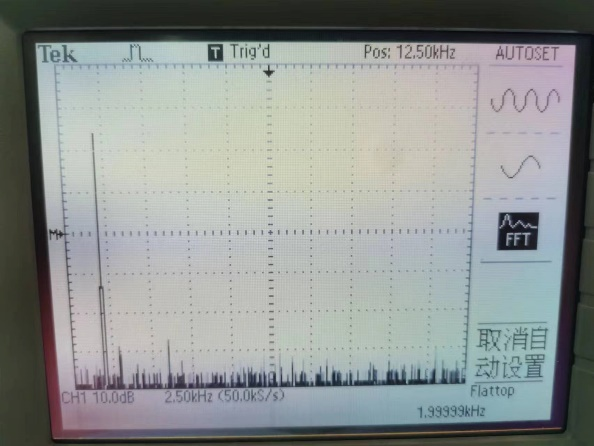 Tek T Trig'd Pos: 12.50kHz AUTOSET
M
FFT
取消自
动设置
CH1 10.0dB 2.50kHz (50.0kS/s) Flattop
1.99999kHz